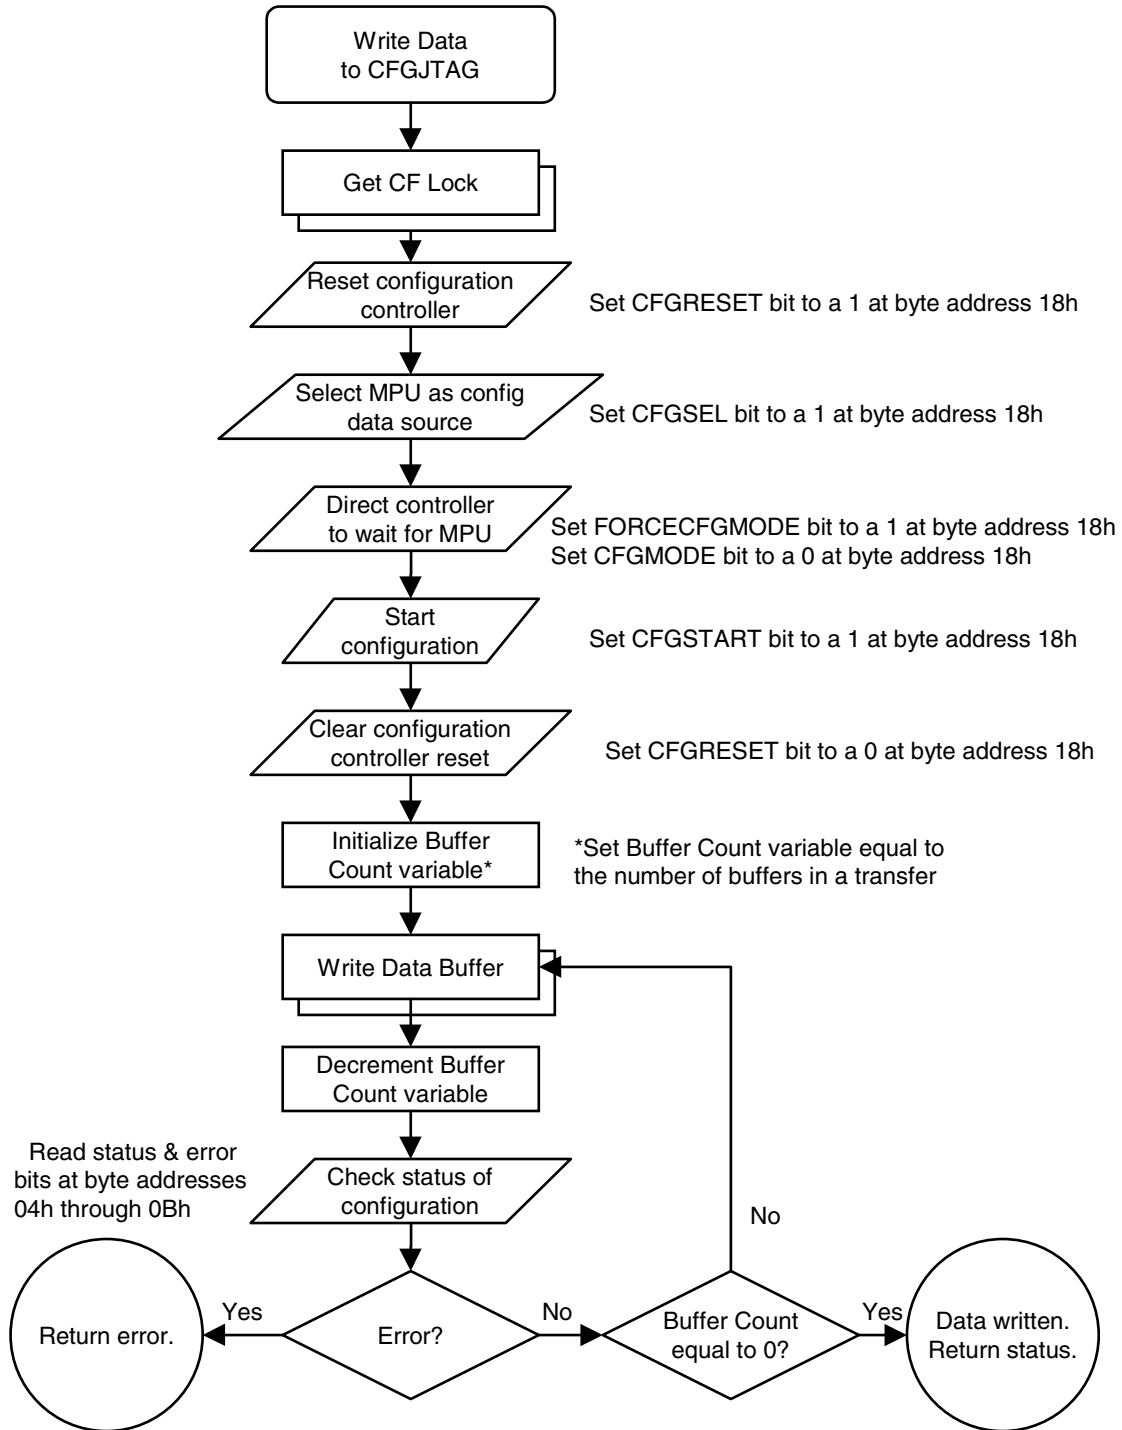 Write Data
to CFGJTAG
Get CF Lock
Reset configuration
controller
Set CFGRESET bit to a 1 at byte address 18h
Select MPU as config
data source
Set CFGSEL bit to a 1 at byte address 18h
Direct controller
to wait for MPU
Set FORCECFGMODE bit to a 1 at byte address 18h
Set CFGMODE bit to a 0 at byte address 18h
Start
configuration
Set CFGSTART bit to a 1 at byte address 18h
Clear configuration
controller reset
Set CFGRESET bit to a 0 at byte address 18h
Initialize Buffer
Count variable*
*Set Buffer Count variable equal to
the number of buffers in a transfer
Write Data Buffer
Decrement Buffer
Count variable
Read status & error
bits at byte addresses
04h through 0Bh
Check status of
configuration
No
Return error.
Yes
Error?
No
Buffer Count
equal to 0?
Yes
Data written.
Return status.